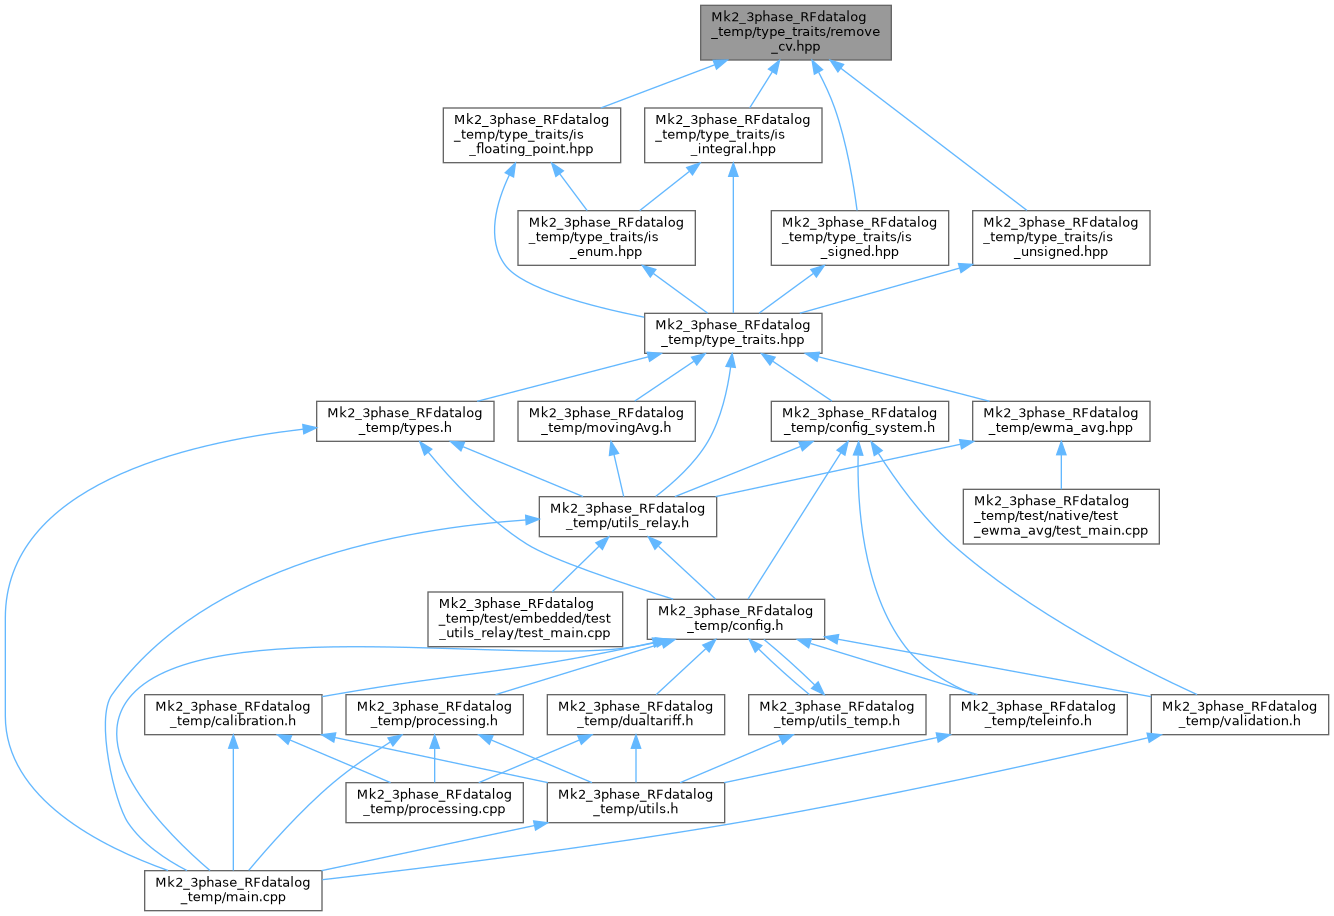 Mk2_3phase_RFdatalog
_temp/type_traits/remove
_cv.hpp
Mk2_3phase_RFdatalog
_temp/type_traits/is
_floating_point.hpp
Mk2_3phase_RFdatalog
_temp/type_traits/is
_integral.hpp
Mk2_3phase_RFdatalog
_temp/type_traits/is
_enum.hpp
Mk2_3phase_RFdatalog
_temp/type_traits/is
_signed.hpp
Mk2_3phase_RFdatalog
_temp/type_traits/is
_unsigned.hpp
Mk2_3phase_RFdatalog
_temp/type_traits.hpp
Mk2_3phase_RFdatalog
_temp/types.h
Mk2_3phase_RFdatalog
_temp/movingAvg.h
Mk2_3phase_RFdatalog
_temp/config_system.h
Mk2_3phase_RFdatalog
_temp/ewma_avg.hpp
Mk2_3phase_RFdatalog
_temp/utils_relay.h
Mk2_3phase_RFdatalog
_temp/test/native/test
_ewma_avg/test_main.cpp
Mk2_3phase_RFdatalog
_temp/test/embedded/test
_utils_relay/test_main.cpp
Mk2_3phase_RFdatalog
_temp/config.h
Mk2_3phase_RFdatalog
_temp/calibration.h
Mk2_3phase_RFdatalog
_temp/processing.h
Mk2_3phase_RFdatalog
_temp/dualtariff.h
Mk2_3phase_RFdatalog
_temp/utils_temp.h
Mk2_3phase_RFdatalog
_temp/teleinfo.h
Mk2_3phase_RFdatalog
_temp/validation.h
Mk2_3phase_RFdatalog
_temp/processing.cpp
Mk2_3phase_RFdatalog
_temp/utils.h
Mk2_3phase_RFdatalog
_temp/main.cpp